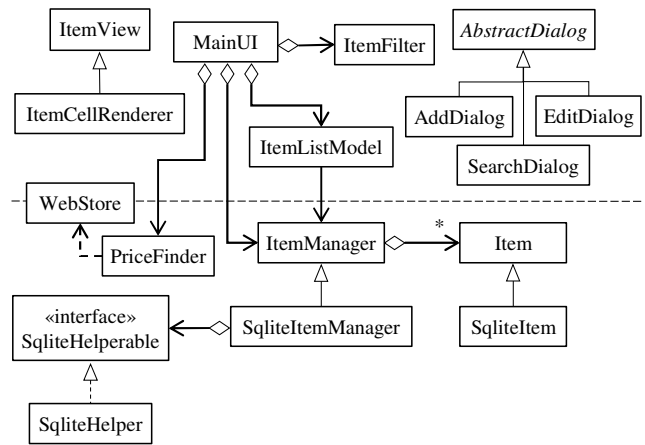 ItemView
MainUI
ItemFilter
AbstractDialog
ItemCellRenderer
AddDialog
EditDialog
ItemListModel
SearchDialog
WebStore
PriceFinder
ItemManager
*
Item
«interface»
SqliteHelperable
SqliteItemManager
SqliteItem
SqliteHelper